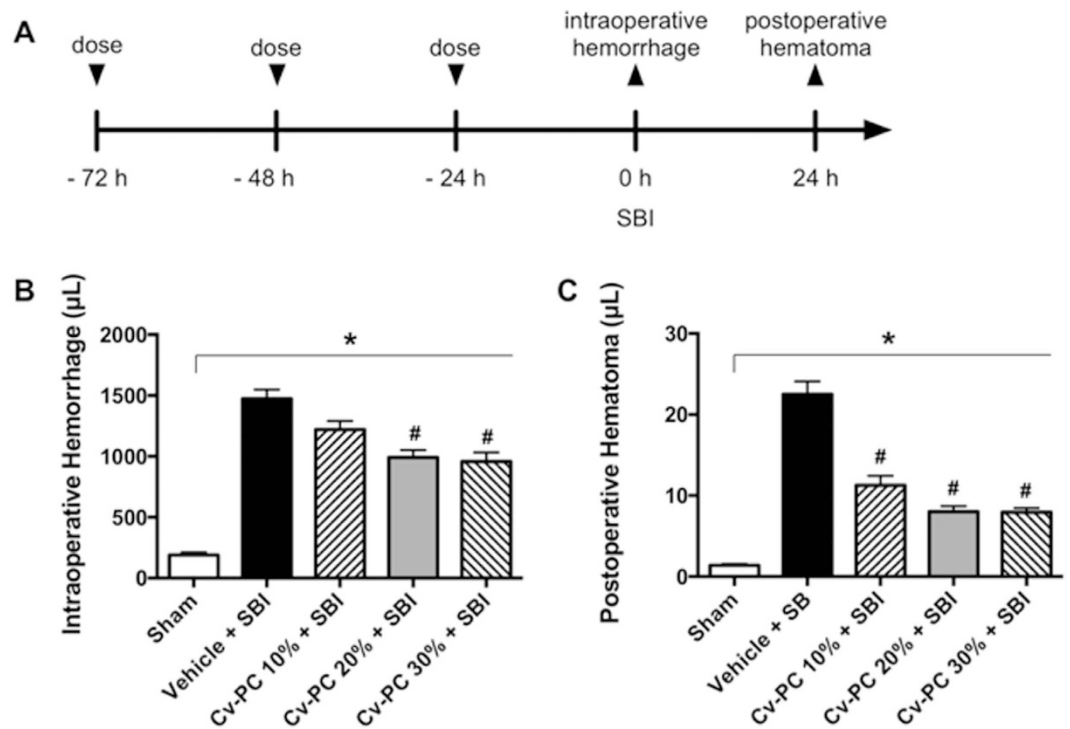 A
dose
dose
dose
intraoperative
hemorrhage
postoperative
hematoma
- 72 h
- 48 h
- 24 h
0 h
24 h
SBI
B
Intraoperative Hemorrhage (µL)
2000
1500
1000
500
0
*
#
#
Sham
Vehicle + SBI
Cv-PC 10% + SBI
Cv-PC 20% + SBI
Cv-PC 30% + SBI
C
Postoperative Hematoma (µL)
30
20
10
0
*
#
#
#
Sham
Vehicle + SB
Cv-PC 10% + SBI
Cv-PC 20% + SBI
Cv-PC 30% + SBI